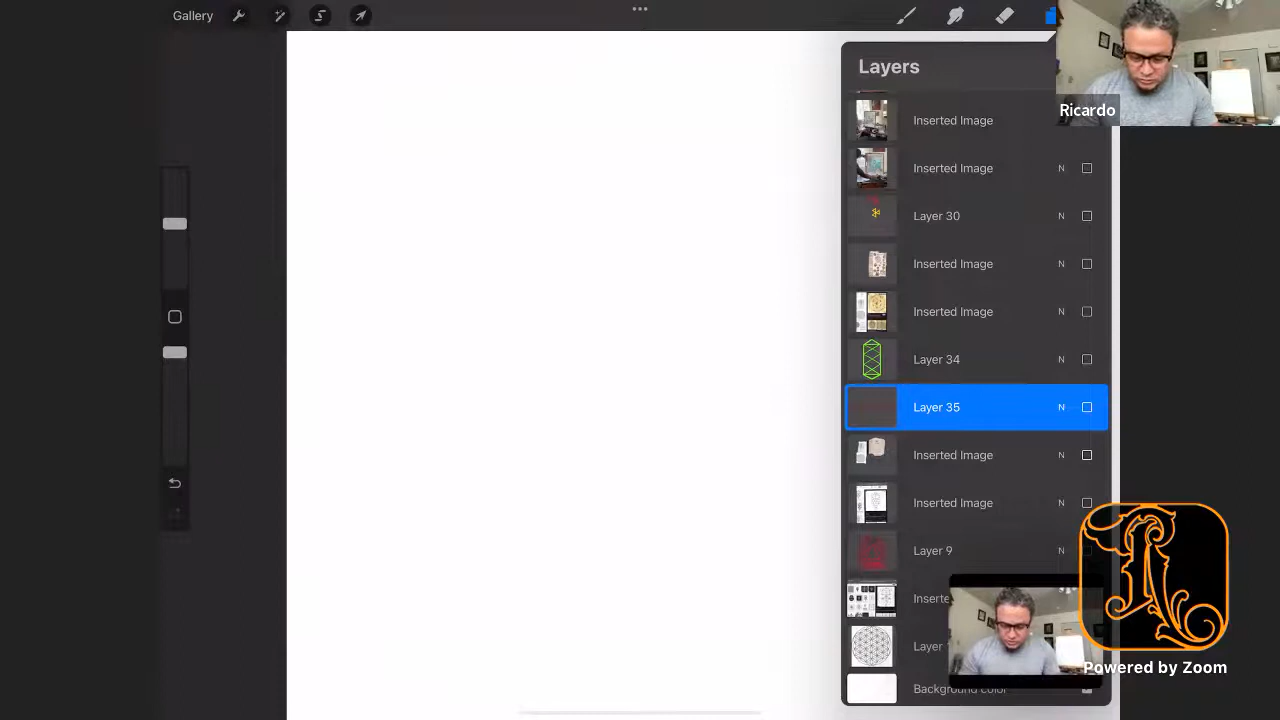 Gallery
Layers
Ricardo
Inserted Image
Inserted Image N
Layer 30 N
Inserted Image N
Inserted Image N
Layer 34 N
Layer 35 N
Inserted Image N
Inserted Image N
Layer 9 N
Inserte
Layer
Background color
Powered by Zoom